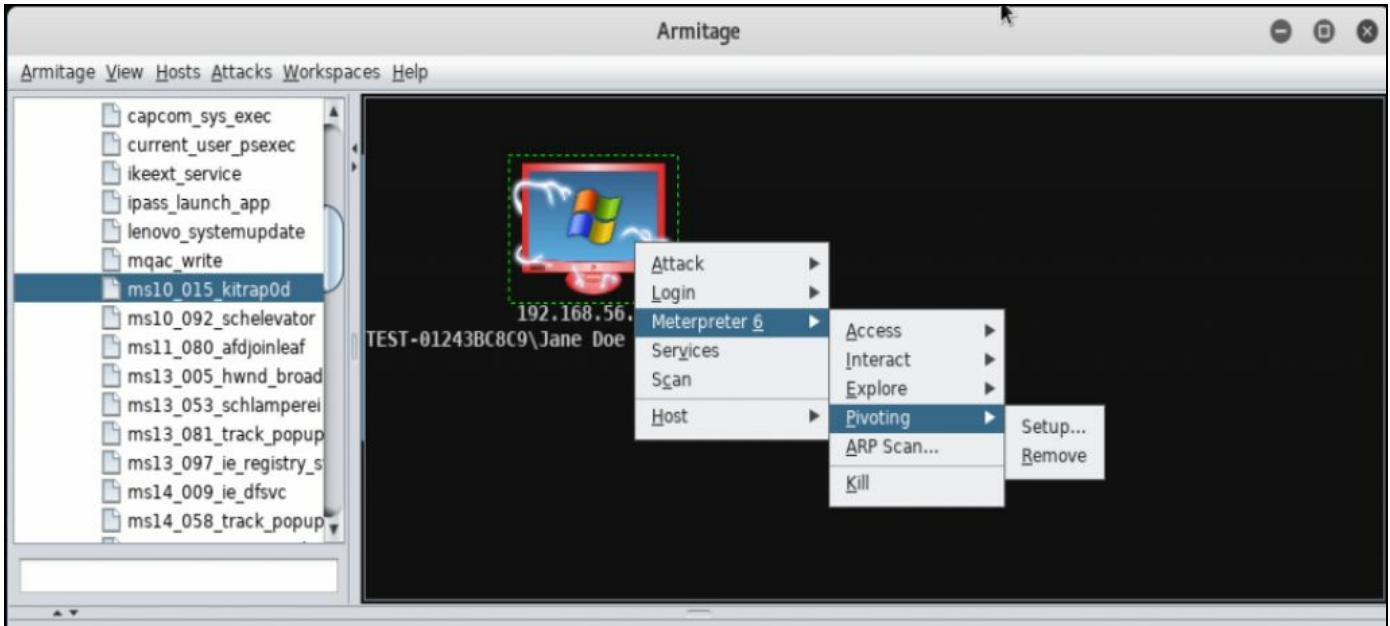 Armitage
Armitage View Hosts Attacks Workspaces Help
capcom_sys_exec
current_user_psexec
ikeext_service
ipass_launch_app
lenovo_systemupdate
mqac_write
ms10_015_kitrap0d
ms10_092_schelevator
ms11_080_afdjoinleaf
ms13_005_hwnd_broad
ms13_053_schlamperei
ms13_081_track_popup
ms13_097_ie_registry_s
ms14_009_ie_dfsvc
ms14_058_track_popup
192.168.56.
TEST-01243BC8C9\Jane Doe
Attack
Login
Meterpreter 6
Services
Scan
Host
Access
Interact
Explore
Pivoting
ARP Scan...
Kill
Setup...
Remove